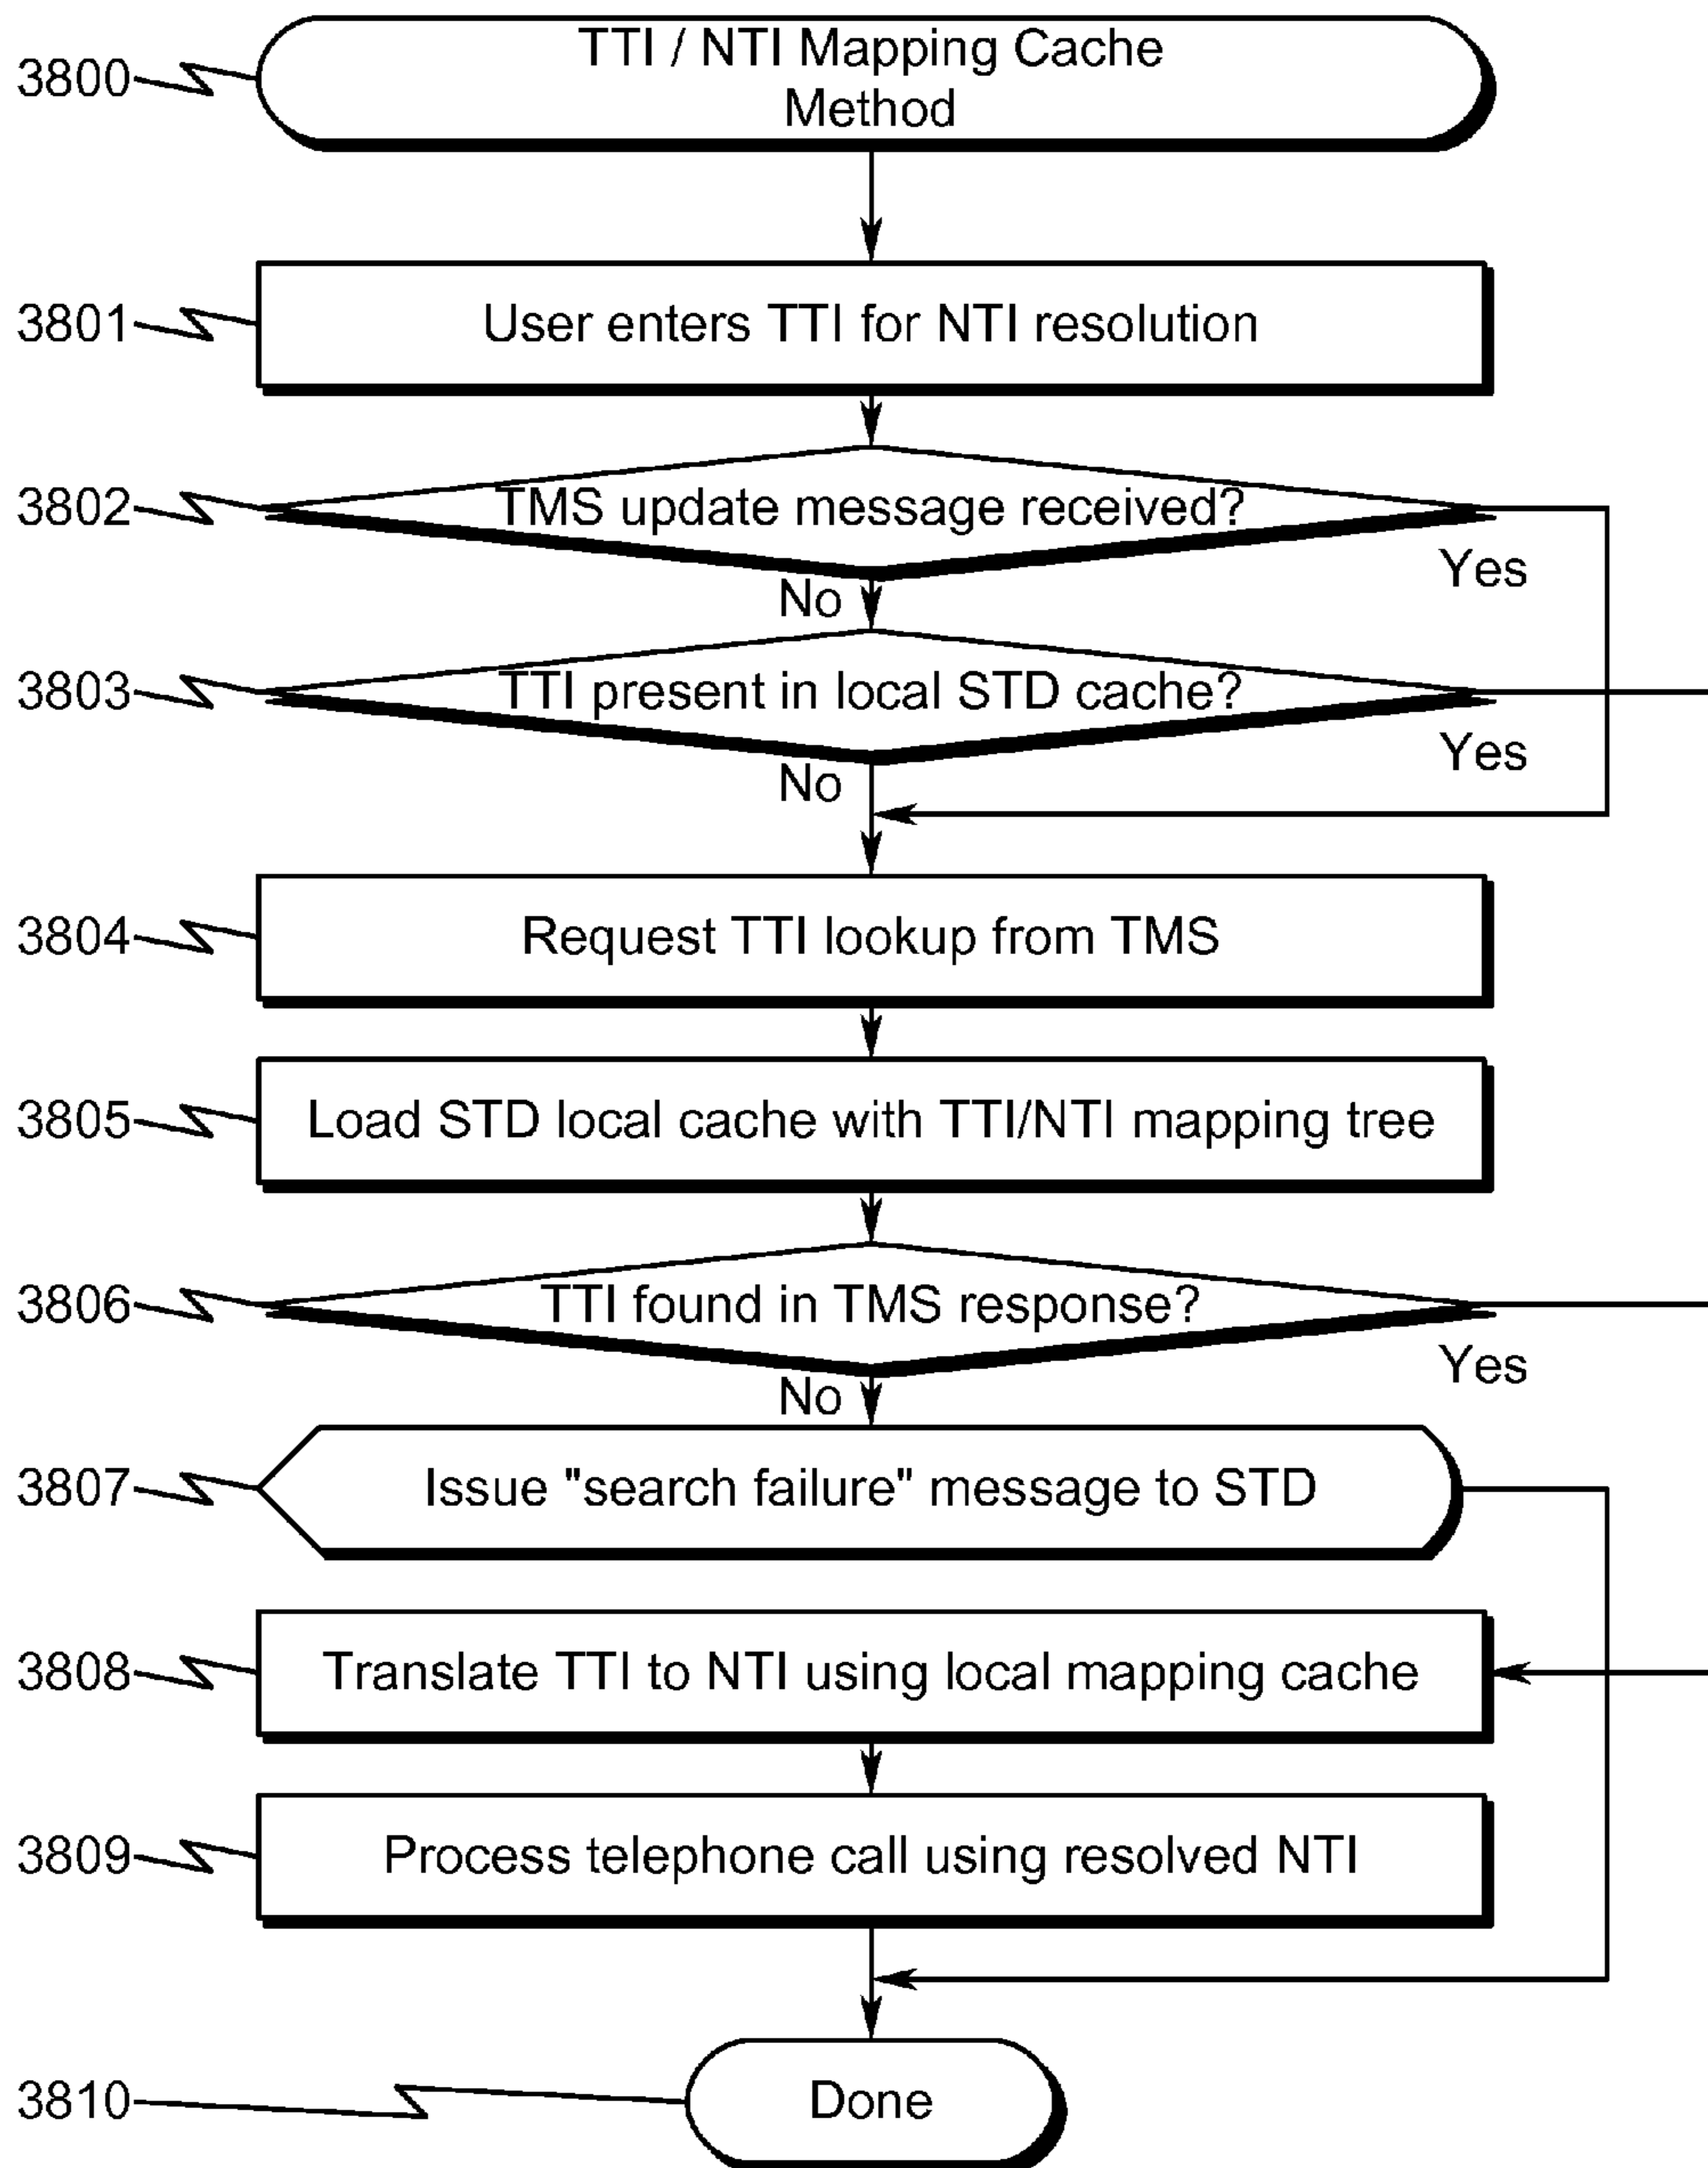 3800
TTI / NTI Mapping Cache
Method
3801
User enters TTI for NTI resolution
3802
TMS update message received?
Yes
No
3803
TTI present in local STD cache?
Yes
No
3804
Request TTI lookup from TMS
3805
Load STD local cache with TTI/NTI mapping tree
3806
TTI found in TMS response?
Yes
No
3807
Issue "search failure" message to STD
3808
Translate TTI to NTI using local mapping cache
3809
Process telephone call using resolved NTI
3810
Done